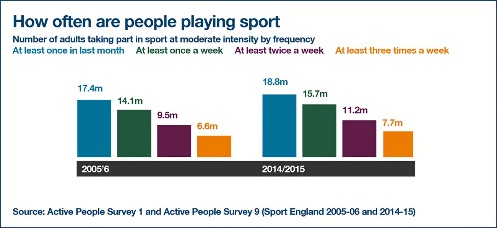 How often are people playing sport
Number of adults taking part in sport at moderate intensity by frequency
At least once in last month At least once a week At least twice a week At least three times a week
17.4m 14.1m 9.5m 6.6m 18.8m 15.7m 11.2m 7.7m
2005'6 2014/2015
Source: Active People Survey 1 and Active People Survey 9 (Sport England 2005-06 and 2014-15)